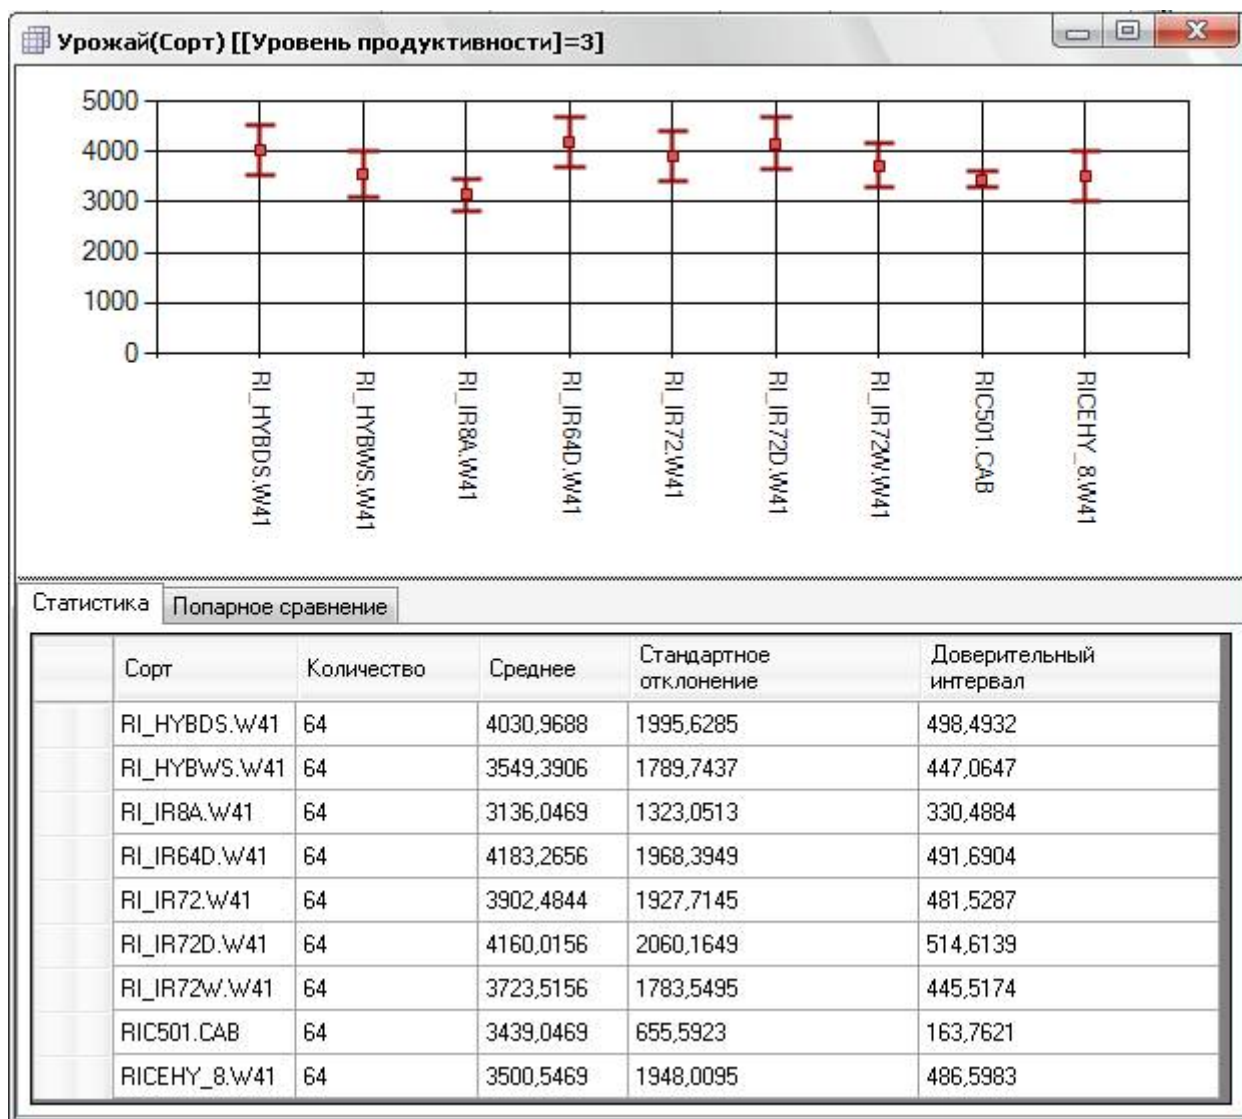 Урожай(Сорт) [[Уровень продуктивности]=3]
5000
4000
3000
2000
1000
0
RI_HYBDS.W41
RI_HYBWS.W41
RI_IR8A.W41
RI_IR64D.W41
RI_IR72.W41
RI_IR72D.W41
RI_IR72W.W41
RIC501.CAB
RICEHY_8.W41
Статистика Попарное сравнение
Сорт Количество Среднее Стандартное отклонение Доверительный интервал
RI_HYBDS.W41 64 4030,9688 1995,6285 498,4932
RI_HYBWS.W41 64 3549,3906 1789,7437 447,0647
RI_IR8A.W41 64 3136,0469 1323,0513 330,4884
RI_IR64D.W41 64 4183,2656 1968,3949 491,6904
RI_IR72.W41 64 3902,4844 1927,7145 481,5287
RI_IR72D.W41 64 4160,0156 2060,1649 514,6139
RI_IR72W.W41 64 3723,5156 1783,5495 445,5174
RIC501.CAB 64 3439,0469 655,5923 163,7621
RICEHY_8.W41 64 3500,5469 1948,0095 486,5983